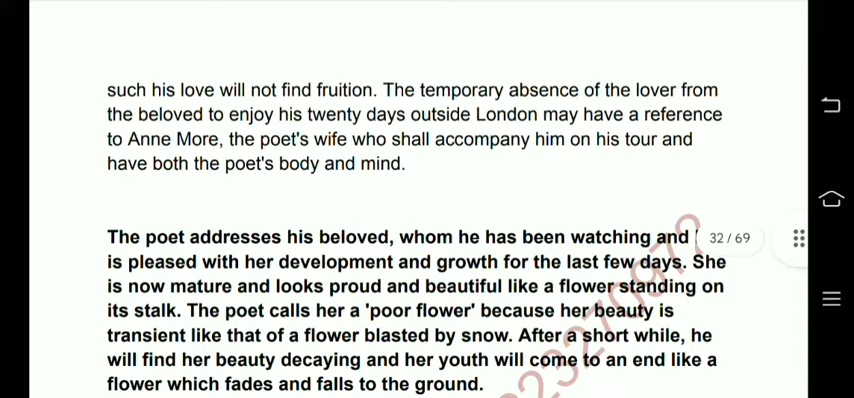 such his love will not find fruition. The temporary absence of the lover from
the beloved to enjoy his twenty days outside London may have a reference
to Anne More, the poet's wife who shall accompany him on his tour and
have both the poet's body and mind.
The poet addresses his beloved, whom he has been watching and
32 / 69
is pleased with her development and growth for the last few days. She
is now mature and looks proud and beautiful like a flower standing on
its stalk. The poet calls her a 'poor flower' because her beauty is
transient like that of a flower blasted by snow. After a short while, he
will find her beauty decaying and her youth will come to an end like a
flower which fades and falls to the ground.